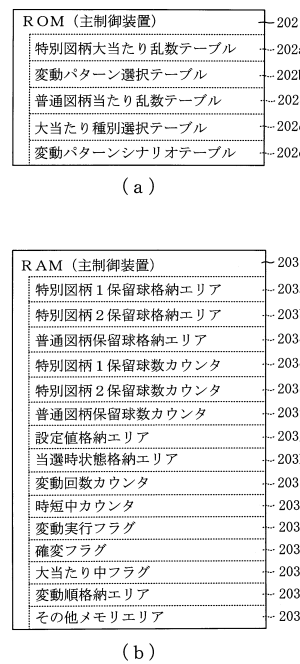 ROM（主制御装置） 202
特別図柄大当たり乱数テーブル 202a
変動パターン選択テーブル 202b
普通図柄当たり乱数テーブル 202
大当たり種別選択テーブル 202d
変動パターンシナリオテーブル 202e
（a）
RAM（主制御装置） 203
特別図柄１保留球格納エリア 203
特別図柄２保留球格納エリア 203
普通図柄保留球格納エリア 203
特別図柄１保留球数カウンタ 203
特別図柄２保留球数カウンタ 203
普通図柄保留球数カウンタ 203
設定値格納エリア 203
当選時状態格納エリア 203
変動回数カウンタ 203
時短中カウンタ 203
変動実行フラグ 203
確変フラグ 203
大当たり中フラグ 203
変動順格納エリア 203
その他メモリエリア 203
（b）